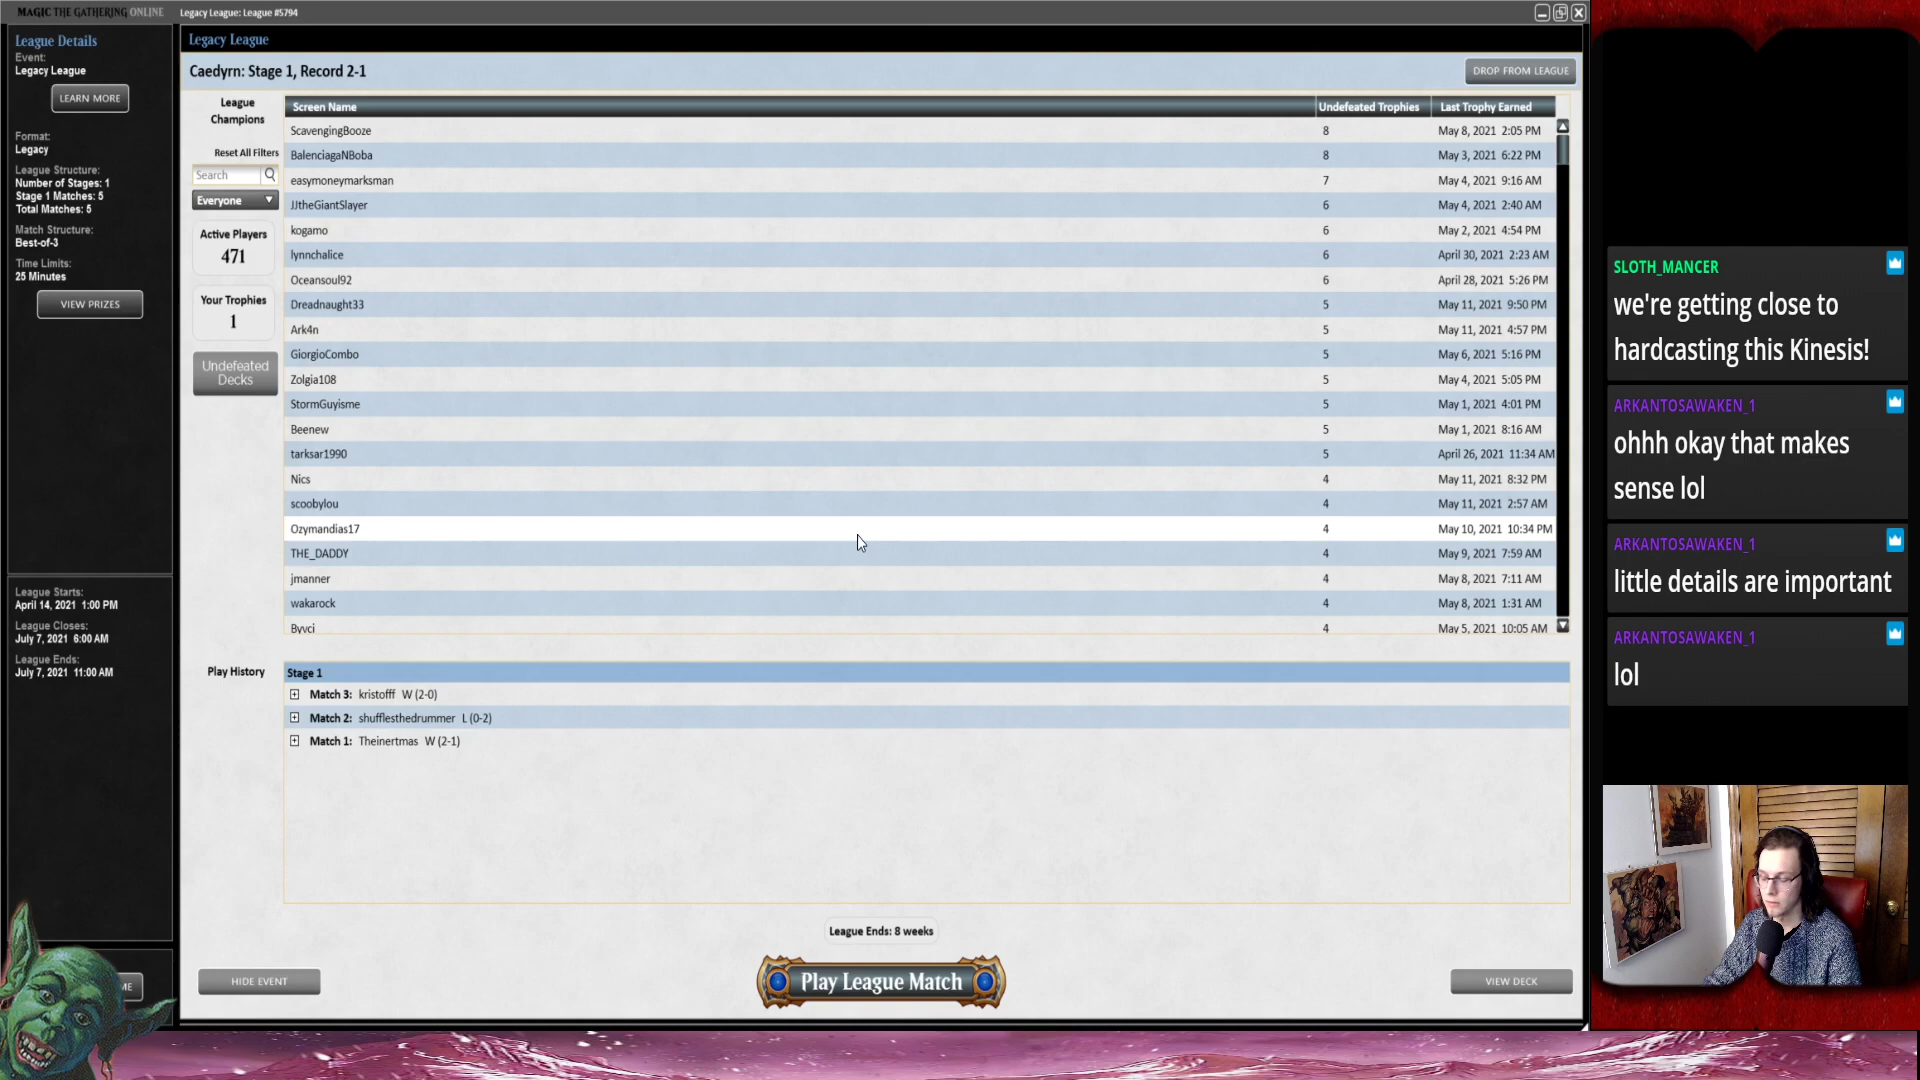 MAGIC THE GATHERING ONLINE
Legacy League: League #5794
League Details
Event:
Legacy League
LEARN MORE
Format:
Legacy
League Structure:
Number of Stages: 1
Stage 1 Matches: 5
Total Matches: 5
Match Structure:
Best-of-3
Time Limits:
25 Minutes
VIEW PRIZES
League Starts:
April 14, 2021 1:00 PM
League Closes:
July 7, 2021 6:00 AM
League Ends:
July 7, 2021 11:00 AM
Legacy League
Caedyrn: Stage 1, Record 2-1
DROP FROM LEAGUE
League
Champions
Reset All Filters
Search
Everyone
Active Players
471
Your Trophies
1
Undefeated
Decks
Screen Name Undefeated Trophies Last Trophy Earned
ScavengingBooze 8 May 8, 2021 2:05 PM
BalenciagaNBoba 8 May 3, 2021 6:22 PM
easymoneymarksman 7 May 4, 2021 9:16 AM
JJtheGiantSlayer 6 May 4, 2021 2:40 AM
kogamo 6 May 2, 2021 4:54 PM
lynnchalice 6 April 30, 2021 2:23 AM
Oceansoul92 6 April 28, 2021 5:26 PM
Dreadnaught33 5 May 11, 2021 9:50 PM
Ark4n 5 May 11, 2021 4:57 PM
GiorgioCombo 5 May 6, 2021 5:16 PM
Zolgia108 5 May 4, 2021 5:05 PM
StormGuyisme 5 May 1, 2021 4:01 PM
Beenew 5 May 1, 2021 8:16 AM
tarksar1990 5 April 26, 2021 11:34 AM
Nics 4 May 11, 2021 8:32 PM
scoobylou 4 May 11, 2021 2:57 AM
Ozymandias17 4 May 10, 2021 10:34 PM
THE_DADDY 4 May 9, 2021 7:59 AM
jmanner 4 May 8, 2021 7:11 AM
wakarock 4 May 8, 2021 1:31 AM
Byvci 4 May 5, 2021 10:05 AM
Play History
Stage 1
Match 3: kristofff W (2-0)
Match 2: shufflesthedrummer L (0-2)
Match 1: Theinertmas W (2-1)
League Ends: 8 weeks
ME
HIDE EVENT
Play League Match
VIEW DECK
SLOTH_MANCER
we're getting close to
hardcasting this Kinesis!
ARKANTOSAWAKEN_1
ohhh okay that makes
sense lol
ARKANTOSAWAKEN_1
little details are important
ARKANTOSAWAKEN_1
lol